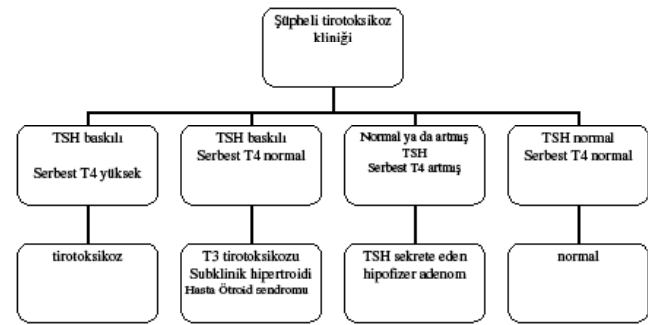 Şüpheli tirotoksikoz
kliniği
TSH baskılı
Serbest T4 yüksek
TSH baskılı
Serbest T4 normal
Normal ya da artmış
TSH
Serbest T4 artmış
TSH normal
Serbest T4 normal
tirotoksikoz
T3 tirotoksikozu
Subklinik hipertroidi
Hasta Ötroid sendromu
TSH sekrete eden
hipofizer adenom
normal